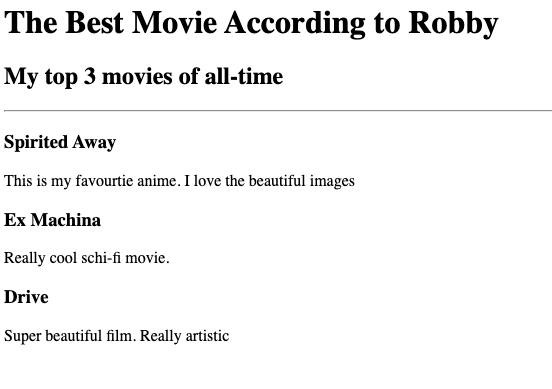 The Best Movie According to Robby
My top 3 movies of all-time
Spirited Away
This is my favourtie anime. I love the beautiful images
Ex Machina
Really cool schi-fi movie.
Drive
Super beautiful film. Really artistic